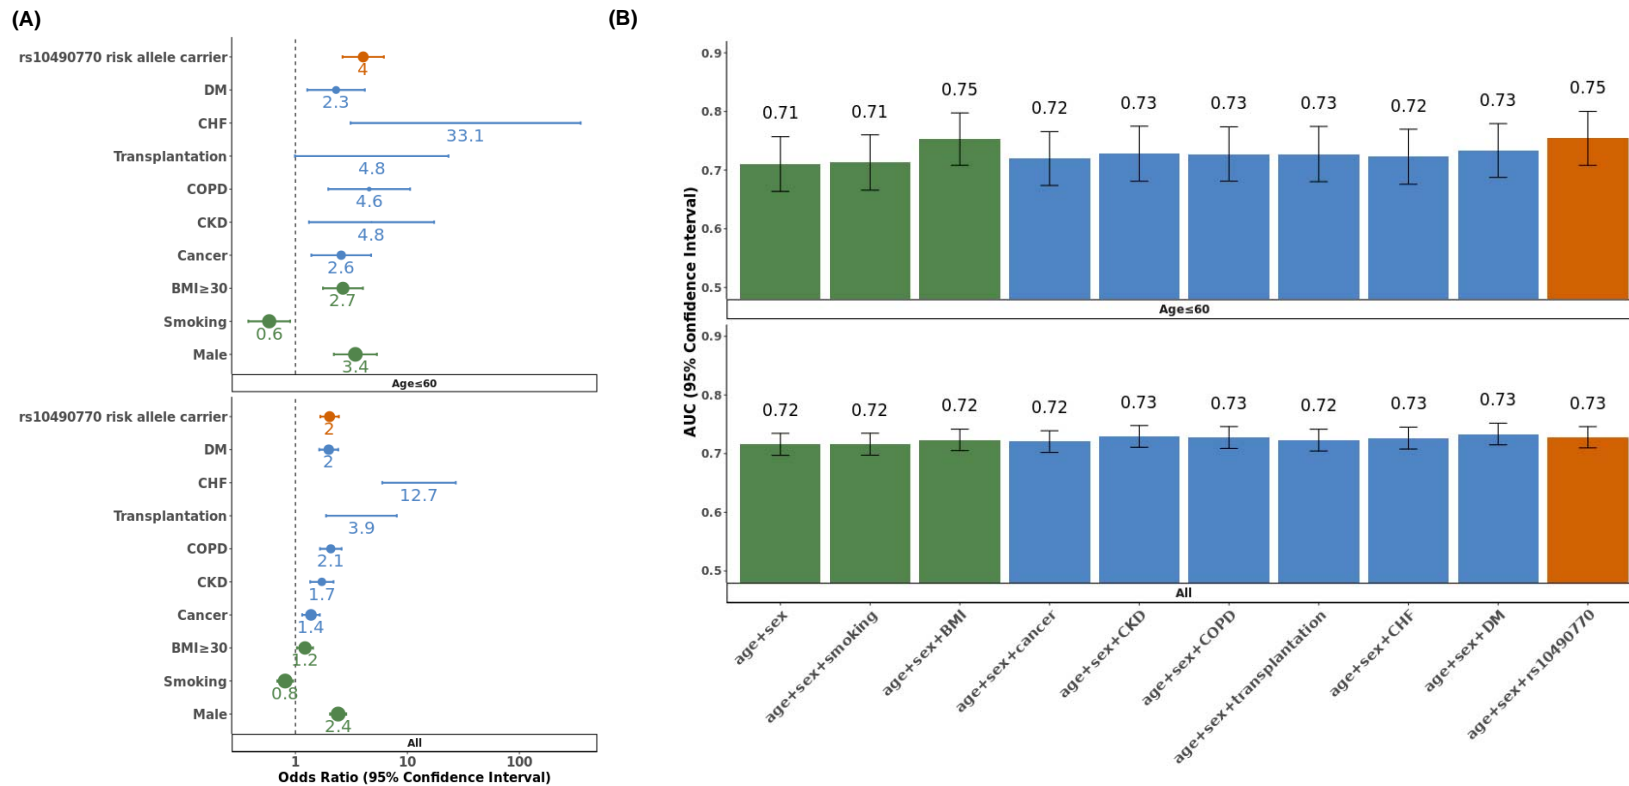 (A)
rs10490770 risk allele carrier
4
DM
2.3
CHF
33.1
Transplantation
4.8
COPD
4.6
CKD
4.8
Cancer
2.6
BMI≥30
2.7
Smoking
0.6
Male
3.4
Age≤60
rs10490770 risk allele carrier
2
DM
2
CHF
12.7
Transplantation
3.9
COPD
2.1
CKD
1.7
Cancer
1.4
BMI≥30
1.2
Smoking
0.8
Male
2.4
All
1 10 100
Odds Ratio (95% Confidence Interval)
(B)
AUC (95% Confidence Interval)
0.9
0.8
0.7
0.6
0.5
0.71 0.71 0.75 0.72 0.73 0.73 0.73 0.72 0.73 0.75
Age≤60
0.9
0.8
0.7
0.6
0.5
0.72 0.72 0.72 0.72 0.73 0.73 0.72 0.73 0.73 0.73
All
age+sex
age+sex+smoking
age+sex+BMI
age+sex+cancer
age+sex+CKD
age+sex+COPD
age+sex+transplantation
age+sex+CHF
age+sex+DM
age+sex+rs10490770